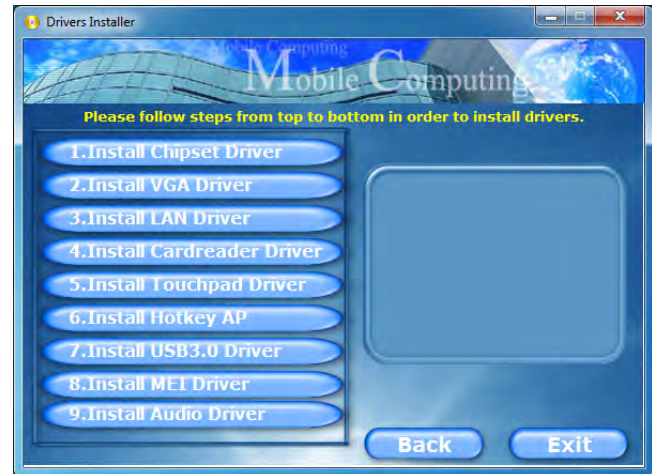 Drivers Installer
Mobile Computing
Mobile Computing
Please follow steps from top to bottom in order to install drivers.
1.Install Chipset Driver
2.Install VGA Driver
3.Install LAN Driver
4.Install Cardreader Driver
5.Install Touchpad Driver
6.Install Hotkey AP
7.Install USB3.0 Driver
8.Install MEI Driver
9.Install Audio Driver
Back
Exit